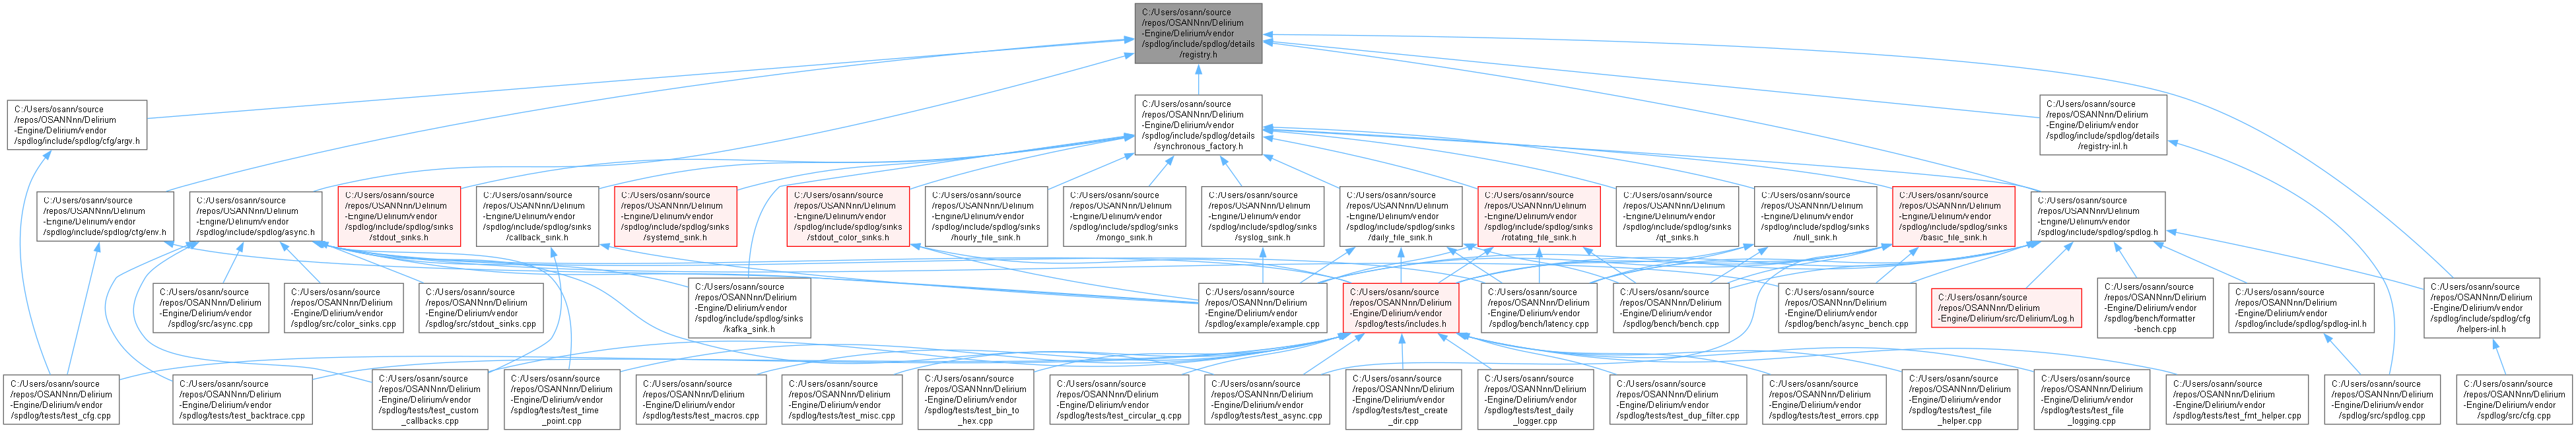 C:/Users/osann/source
/repos/OSANNnn/Delirium
-Engine/Delirium/vendor
/spdlog/include/spdlog/details
/registry.h
C:/Users/osann/source
/repos/OSANNnn/Delirium
-Engine/Delirium/vendor
/spdlog/include/spdlog/cfg/argv.h
C:/Users/osann/source
/repos/OSANNnn/Delirium
-Engine/Delirium/vendor
/spdlog/include/spdlog/details
/synchronous_factory.h
C:/Users/osann/source
/repos/OSANNnn/Delirium
-Engine/Delirium/vendor
/spdlog/include/spdlog/details
/registry-inl.h
C:/Users/osann/source
/repos/OSANNnn/Delirium
-Engine/Delirium/vendor
/spdlog/include/spdlog/cfg/env.h
C:/Users/osann/source
/repos/OSANNnn/Delirium
-Engine/Delirium/vendor
/spdlog/include/spdlog/async.h
C:/Users/osann/source
/repos/OSANNnn/Delirium
-Engine/Delirium/vendor
/spdlog/include/spdlog/sinks
/stdout_sinks.h
C:/Users/osann/source
/repos/OSANNnn/Delirium
-Engine/Delirium/vendor
/spdlog/include/spdlog/sinks
/callback_sink.h
C:/Users/osann/source
/repos/OSANNnn/Delirium
-Engine/Delirium/vendor
/spdlog/include/spdlog/sinks
/systemd_sink.h
C:/Users/osann/source
/repos/OSANNnn/Delirium
-Engine/Delirium/vendor
/spdlog/include/spdlog/sinks
/stdout_color_sinks.h
C:/Users/osann/source
/repos/OSANNnn/Delirium
-Engine/Delirium/vendor
/spdlog/include/spdlog/sinks
/hourly_file_sink.h
C:/Users/osann/source
/repos/OSANNnn/Delirium
-Engine/Delirium/vendor
/spdlog/include/spdlog/sinks
/mongo_sink.h
C:/Users/osann/source
/repos/OSANNnn/Delirium
-Engine/Delirium/vendor
/spdlog/include/spdlog/sinks
/syslog_sink.h
C:/Users/osann/source
/repos/OSANNnn/Delirium
-Engine/Delirium/vendor
/spdlog/include/spdlog/sinks
/daily_file_sink.h
C:/Users/osann/source
/repos/OSANNnn/Delirium
-Engine/Delirium/vendor
/spdlog/include/spdlog/sinks
/rotating_file_sink.h
C:/Users/osann/source
/repos/OSANNnn/Delirium
-Engine/Delirium/vendor
/spdlog/include/spdlog/sinks
/qt_sinks.h
C:/Users/osann/source
/repos/OSANNnn/Delirium
-Engine/Delirium/vendor
/spdlog/include/spdlog/sinks
/null_sink.h
C:/Users/osann/source
/repos/OSANNnn/Delirium
-Engine/Delirium/vendor
/spdlog/include/spdlog/sinks
/basic_file_sink.h
C:/Users/osann/source
/repos/OSANNnn/Delirium
-Engine/Delirium/vendor
/spdlog/include/spdlog/spdlog.h
C:/Users/osann/source
/repos/OSANNnn/Delirium
-Engine/Delirium/vendor
/spdlog/src/async.cpp
C:/Users/osann/source
/repos/OSANNnn/Delirium
-Engine/Delirium/vendor
/spdlog/src/color_sinks.cpp
C:/Users/osann/source
/repos/OSANNnn/Delirium
-Engine/Delirium/vendor
/spdlog/src/stdout_sinks.cpp
C:/Users/osann/source
/repos/OSANNnn/Delirium
-Engine/Delirium/vendor
/spdlog/include/spdlog/sinks
/kafka_sink.h
C:/Users/osann/source
/repos/OSANNnn/Delirium
-Engine/Delirium/vendor
/spdlog/example/example.cpp
C:/Users/osann/source
/repos/OSANNnn/Delirium
-Engine/Delirium/vendor
/spdlog/tests/includes.h
C:/Users/osann/source
/repos/OSANNnn/Delirium
-Engine/Delirium/vendor
/spdlog/bench/latency.cpp
C:/Users/osann/source
/repos/OSANNnn/Delirium
-Engine/Delirium/vendor
/spdlog/bench/bench.cpp
C:/Users/osann/source
/repos/OSANNnn/Delirium
-Engine/Delirium/vendor
/spdlog/bench/async_bench.cpp
C:/Users/osann/source
/repos/OSANNnn/Delirium
-Engine/Delirium/src/Delirium/Log.h
C:/Users/osann/source
/repos/OSANNnn/Delirium
-Engine/Delirium/vendor
/spdlog/bench/formatter
-bench.cpp
C:/Users/osann/source
/repos/OSANNnn/Delirium
-Engine/Delirium/vendor
/spdlog/include/spdlog/spdlog-inl.h
C:/Users/osann/source
/repos/OSANNnn/Delirium
-Engine/Delirium/vendor
/spdlog/include/spdlog/cfg
/helpers-inl.h
C:/Users/osann/source
/repos/OSANNnn/Delirium
-Engine/Delirium/vendor
/spdlog/tests/test_cfg.cpp
C:/Users/osann/source
/repos/OSANNnn/Delirium
-Engine/Delirium/vendor
/spdlog/tests/test_backtrace.cpp
C:/Users/osann/source
/repos/OSANNnn/Delirium
-Engine/Delirium/vendor
/spdlog/tests/test_custom
_callbacks.cpp
C:/Users/osann/source
/repos/OSANNnn/Delirium
-Engine/Delirium/vendor
/spdlog/tests/test_time
_point.cpp
C:/Users/osann/source
/repos/OSANNnn/Delirium
-Engine/Delirium/vendor
/spdlog/tests/test_macros.cpp
C:/Users/osann/source
/repos/OSANNnn/Delirium
-Engine/Delirium/vendor
/spdlog/tests/test_misc.cpp
C:/Users/osann/source
/repos/OSANNnn/Delirium
-Engine/Delirium/vendor
/spdlog/tests/test_bin_to
_hex.cpp
C:/Users/osann/source
/repos/OSANNnn/Delirium
-Engine/Delirium/vendor
/spdlog/tests/test_circular_q.cpp
C:/Users/osann/source
/repos/OSANNnn/Delirium
-Engine/Delirium/vendor
/spdlog/tests/test_async.cpp
C:/Users/osann/source
/repos/OSANNnn/Delirium
-Engine/Delirium/vendor
/spdlog/tests/test_create
_dir.cpp
C:/Users/osann/source
/repos/OSANNnn/Delirium
-Engine/Delirium/vendor
/spdlog/tests/test_daily
_logger.cpp
C:/Users/osann/source
/repos/OSANNnn/Delirium
-Engine/Delirium/vendor
/spdlog/tests/test_dup_filter.cpp
C:/Users/osann/source
/repos/OSANNnn/Delirium
-Engine/Delirium/vendor
/spdlog/tests/test_errors.cpp
C:/Users/osann/source
/repos/OSANNnn/Delirium
-Engine/Delirium/vendor
/spdlog/tests/test_file
_helper.cpp
C:/Users/osann/source
/repos/OSANNnn/Delirium
-Engine/Delirium/vendor
/spdlog/tests/test_file
_logging.cpp
C:/Users/osann/source
/repos/OSANNnn/Delirium
-Engine/Delirium/vendor
/spdlog/tests/test_fmt_helper.cpp
C:/Users/osann/source
/repos/OSANNnn/Delirium
-Engine/Delirium/vendor
/spdlog/src/spdlog.cpp
C:/Users/osann/source
/repos/OSANNnn/Delirium
-Engine/Delirium/vendor
/spdlog/src/cfg.cpp